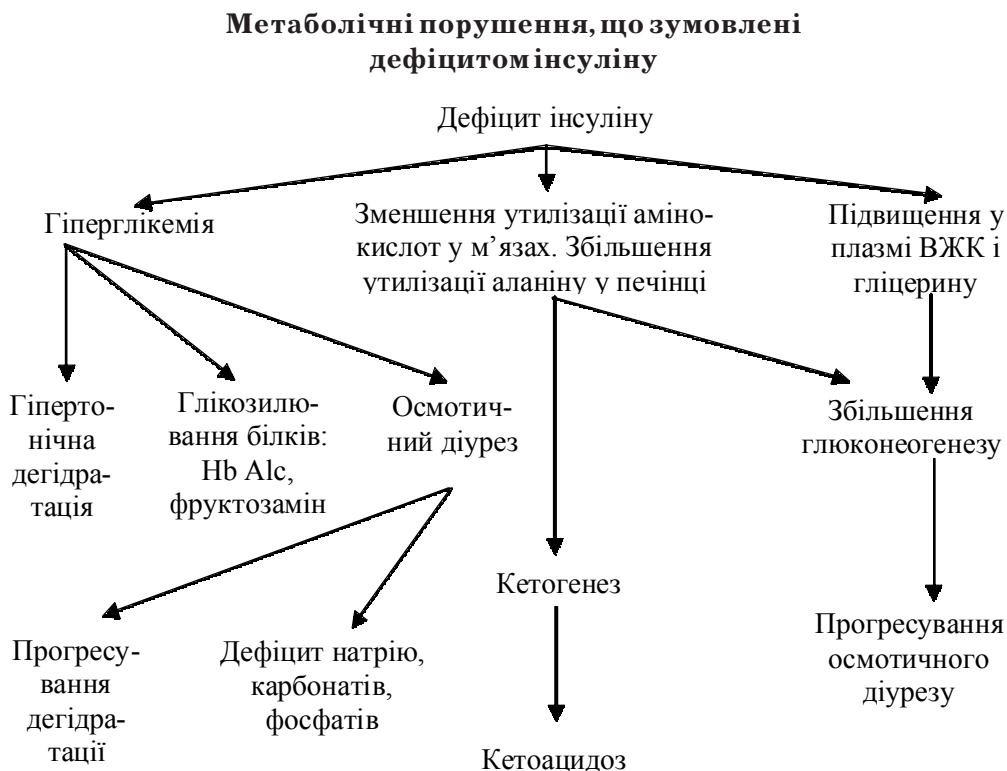 Метаболічні порушення, що зумовлені
дефіцитом інсуліну
Дефіцит інсуліну
Гіперглікемія
Зменшення утилізації аміно-
кислот у м’язах. Збільшення
утилізації аланіну у печінці
Підвищення у
плазмі ВЖК і
гліцерину
Гіперто-
нічна
дегідра-
тація
Глікозилю-
вання білків:
Hb Alc,
фруктозамін
Осмотич-
ний діурез
Збільшення
глюконеогенезу
Кетогенез
Прогресу-
вання
дегідра-
тації
Дефіцит натрію,
карбонатів,
фосфатів
Прогресування
осмотичного
діурезу
Кетоацидоз